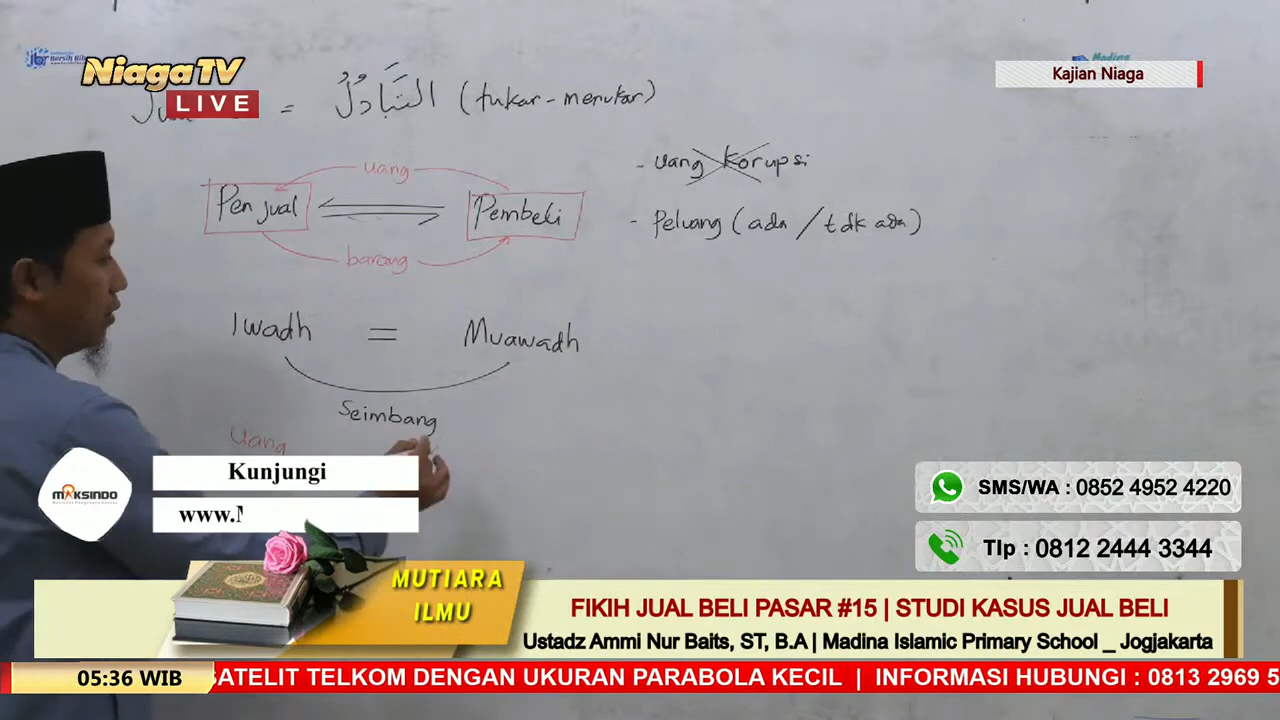 NiagaTV
LIVE
Kajian Niaga
= التَّبَادُلُ (tukar-menukar)
uang
Penjual
Pembeli
barang
- uang korupsi
- Peluang (ada / tdk ada)
Iwadh = Muawadh
Seimbang
uang
MAKSINDO
Kunjungi
www.
SMS/WA : 0852 4952 4220
Tlp : 0812 2444 3344
MUTIARA
ILMU
FIKIH JUAL BELI PASAR #15 | STUDI KASUS JUAL BELI
Ustadz Ammi Nur Baits, ST, B.A | Madina Islamic Primary School _ Jogjakarta
05:36 WIB
SATELIT TELKOM DENGAN UKURAN PARABOLA KECIL | INFORMASI HUBUNGI : 0813 2969 5